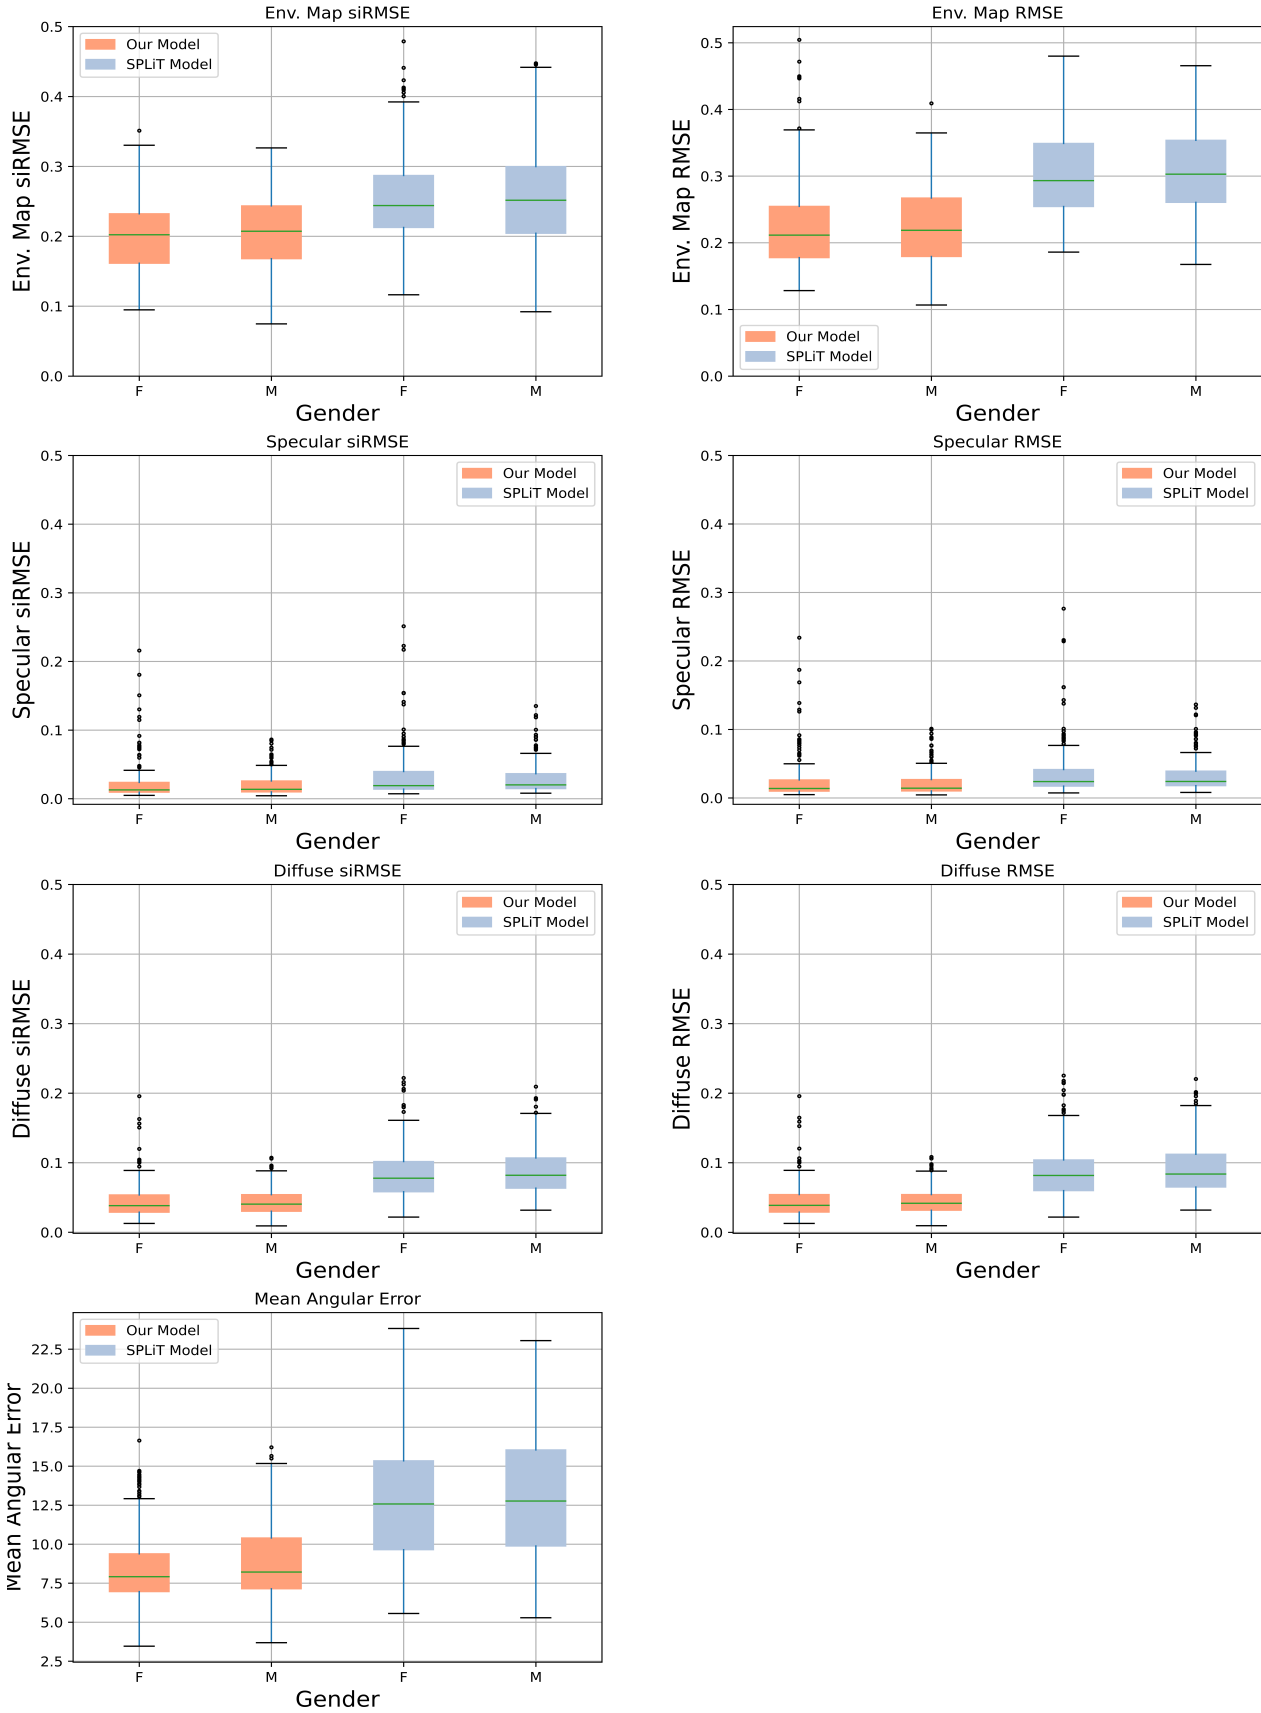 Env. Map siRMSE
Env. Map siRMSE
0.5
0.4
0.3
0.2
0.1
0.0
Our Model
SPLiT Model
F M F M
Gender
Env. Map RMSE
Env. Map RMSE
0.5
0.4
0.3
0.2
0.1
0.0
Our Model
SPLiT Model
F M F M
Gender
Specular siRMSE
Specular siRMSE
0.5
0.4
0.3
0.2
0.1
0.0
Our Model
SPLiT Model
F M F M
Gender
Specular RMSE
Specular RMSE
0.5
0.4
0.3
0.2
0.1
0.0
Our Model
SPLiT Model
F M F M
Gender
Diffuse siRMSE
Diffuse siRMSE
0.5
0.4
0.3
0.2
0.1
0.0
Our Model
SPLiT Model
F M F M
Gender
Diffuse RMSE
Diffuse RMSE
0.5
0.4
0.3
0.2
0.1
0.0
Our Model
SPLiT Model
F M F M
Gender
Mean Angular Error
Mean Angular Error
22.5
20.0
17.5
15.0
12.5
10.0
7.5
5.0
2.5
Our Model
SPLiT Model
F M F M
Gender